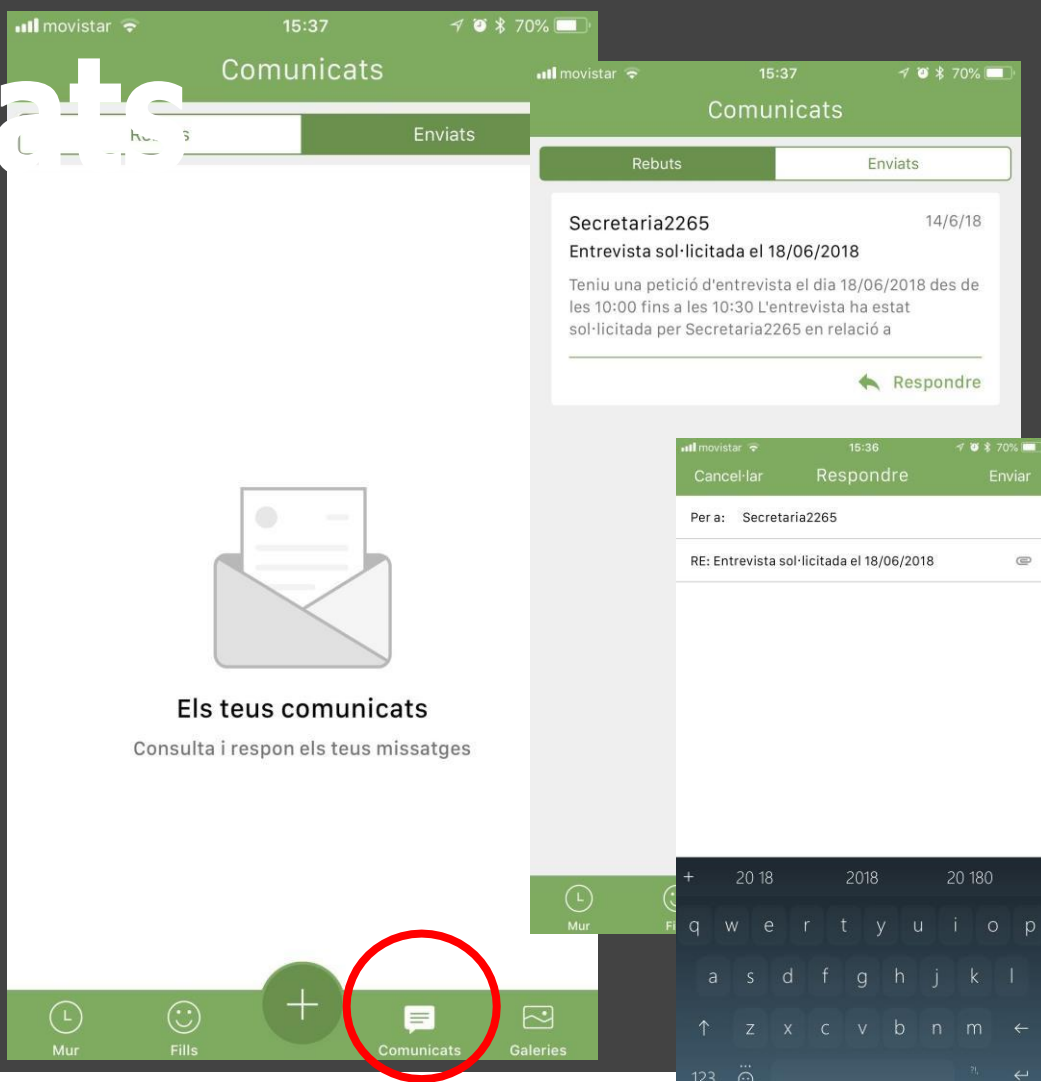 movistar 15:37 70%
Comunicats
ats
Rebuts Enviats
Els teus comunicats
Consulta i respon els teus missatges
+
Mur Fills Comunicats Galeries
movistar 15:37 70%
Comunicats
Rebuts Enviats
Secretaria2265 14/6/18
Entrevista sol·licitada el 18/06/2018
Teniu una petició d'entrevista el dia 18/06/2018 des de
les 10:00 fins a les 10:30 L'entrevista ha estat
sol·licitada per Secretaria2265 en relació a
Respondre
Mur Fi
movistar 15:36 70%
Cancel·lar Respondre Enviar
Per a: Secretaria2265
RE: Entrevista sol·licitada el 18/06/2018
+ 20 18 2018 20 180
q w e r t y u i o p
a s d f g h j k l
↑ z x c v b n m ←
123 ?!,